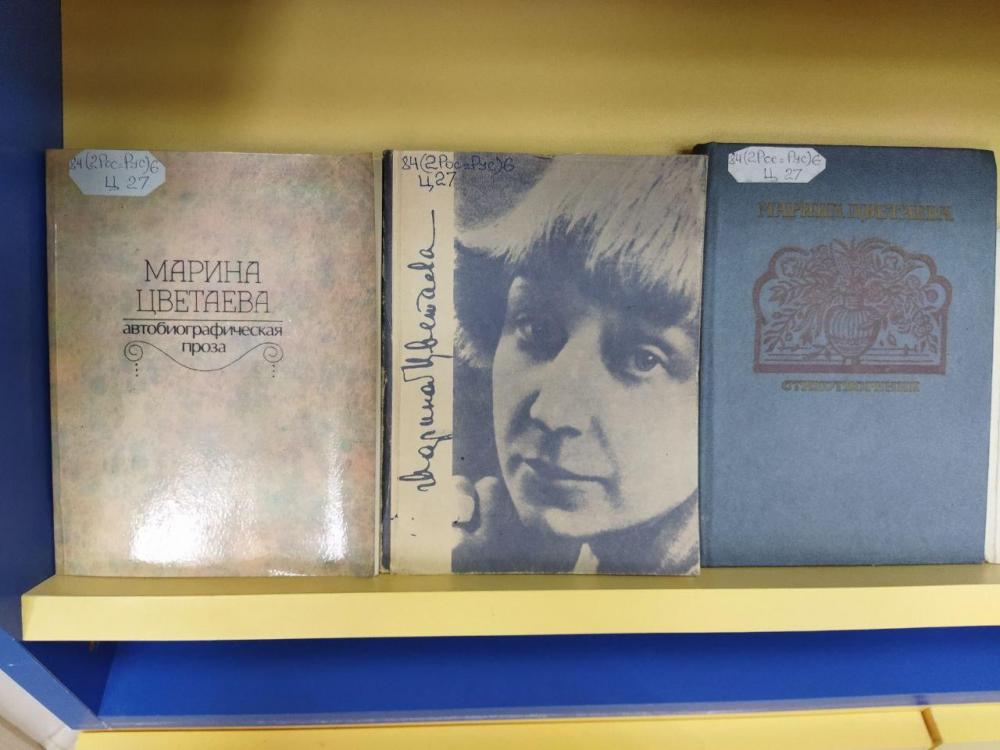 84(2Рос=Рус)6
Ц 27
МАРИНА
ЦВЕТАЕВА
автобиографическая
проза
84(2Рос=Рус)6
Ц 27
Марина Цветаева
84(2Рос=Рус)6
Ц 27
МАРИНА ЦВЕТАЕВА
СТИХОТВОРЕНИЯ